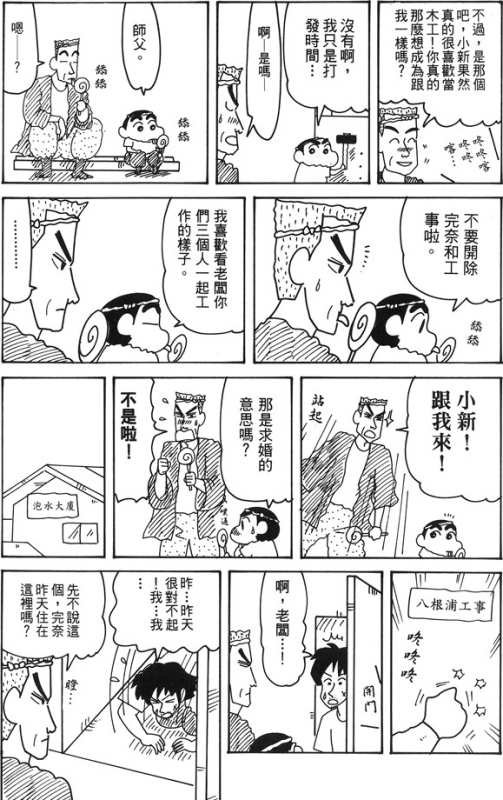 不過，是那個
吧，小新果然
真的很喜歡當
木工！你真的
那麼想成為跟
我一樣嗎？
咚咚
咚咚
沒有啊，
我只是打
發時間…
啊，是嗎—
師父。
舔舔
舔舔
嗯——？
不要開除
完奈和工
事啦。
舔舔
我喜歡看老闆你
們三個人一起工
作的樣子。
………
小新！
跟我來！
站起
那是求婚的
意思嗎？
噗通
不是啦！
泡水大廈
八根浦工事
咚咚
啊，老闆…！
開門
昨…昨天
很對不起
！我…我
…
瞪…
先不說這
個，完奈
昨天住在
這裡嗎？